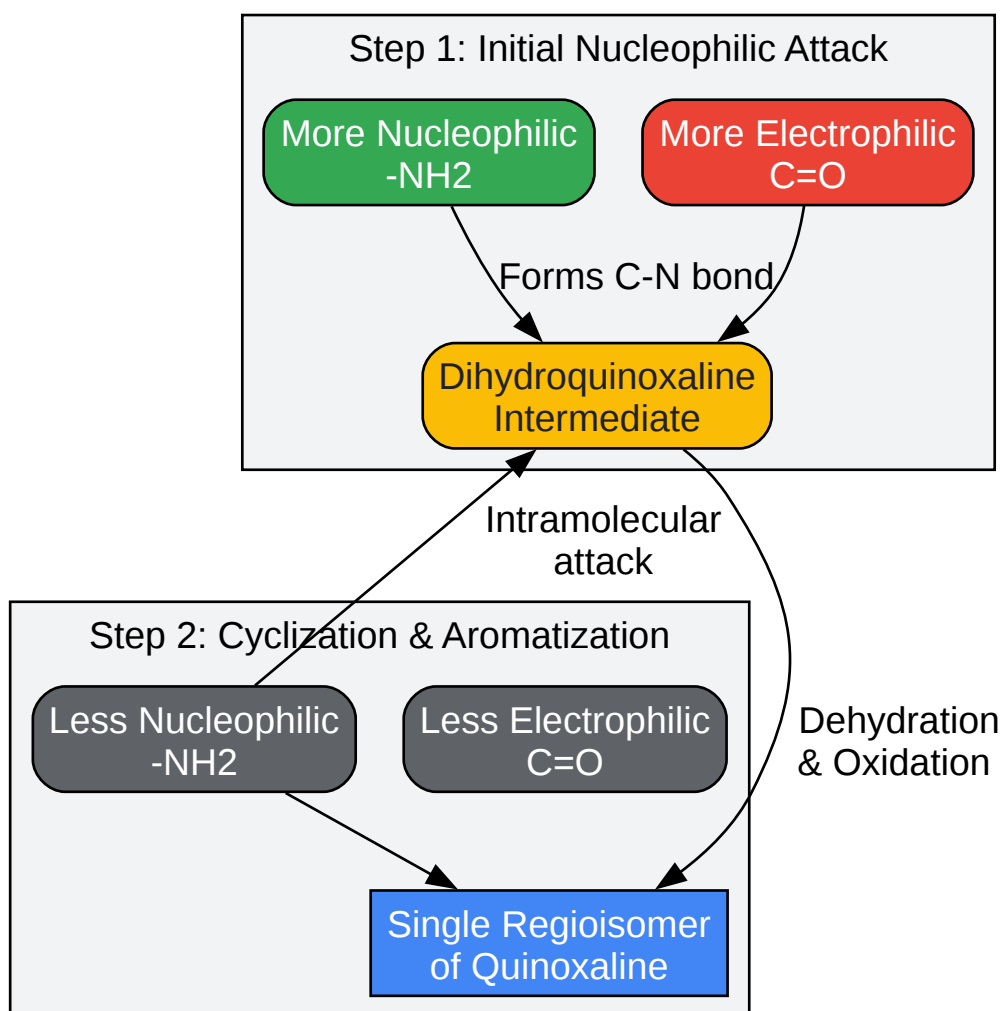 Step 1: Initial Nucleophilic Attack
More Nucleophilic
-NH2
More Electrophilic
C=O
Forms C-N bond
Dihydroquinoxaline
Intermediate
Intramolecular
attack
Step 2: Cyclization & Aromatization
Less Nucleophilic
-NH2
Less Electrophilic
C=O
Dehydration
& Oxidation
Single Regioisomer
of Quinoxaline